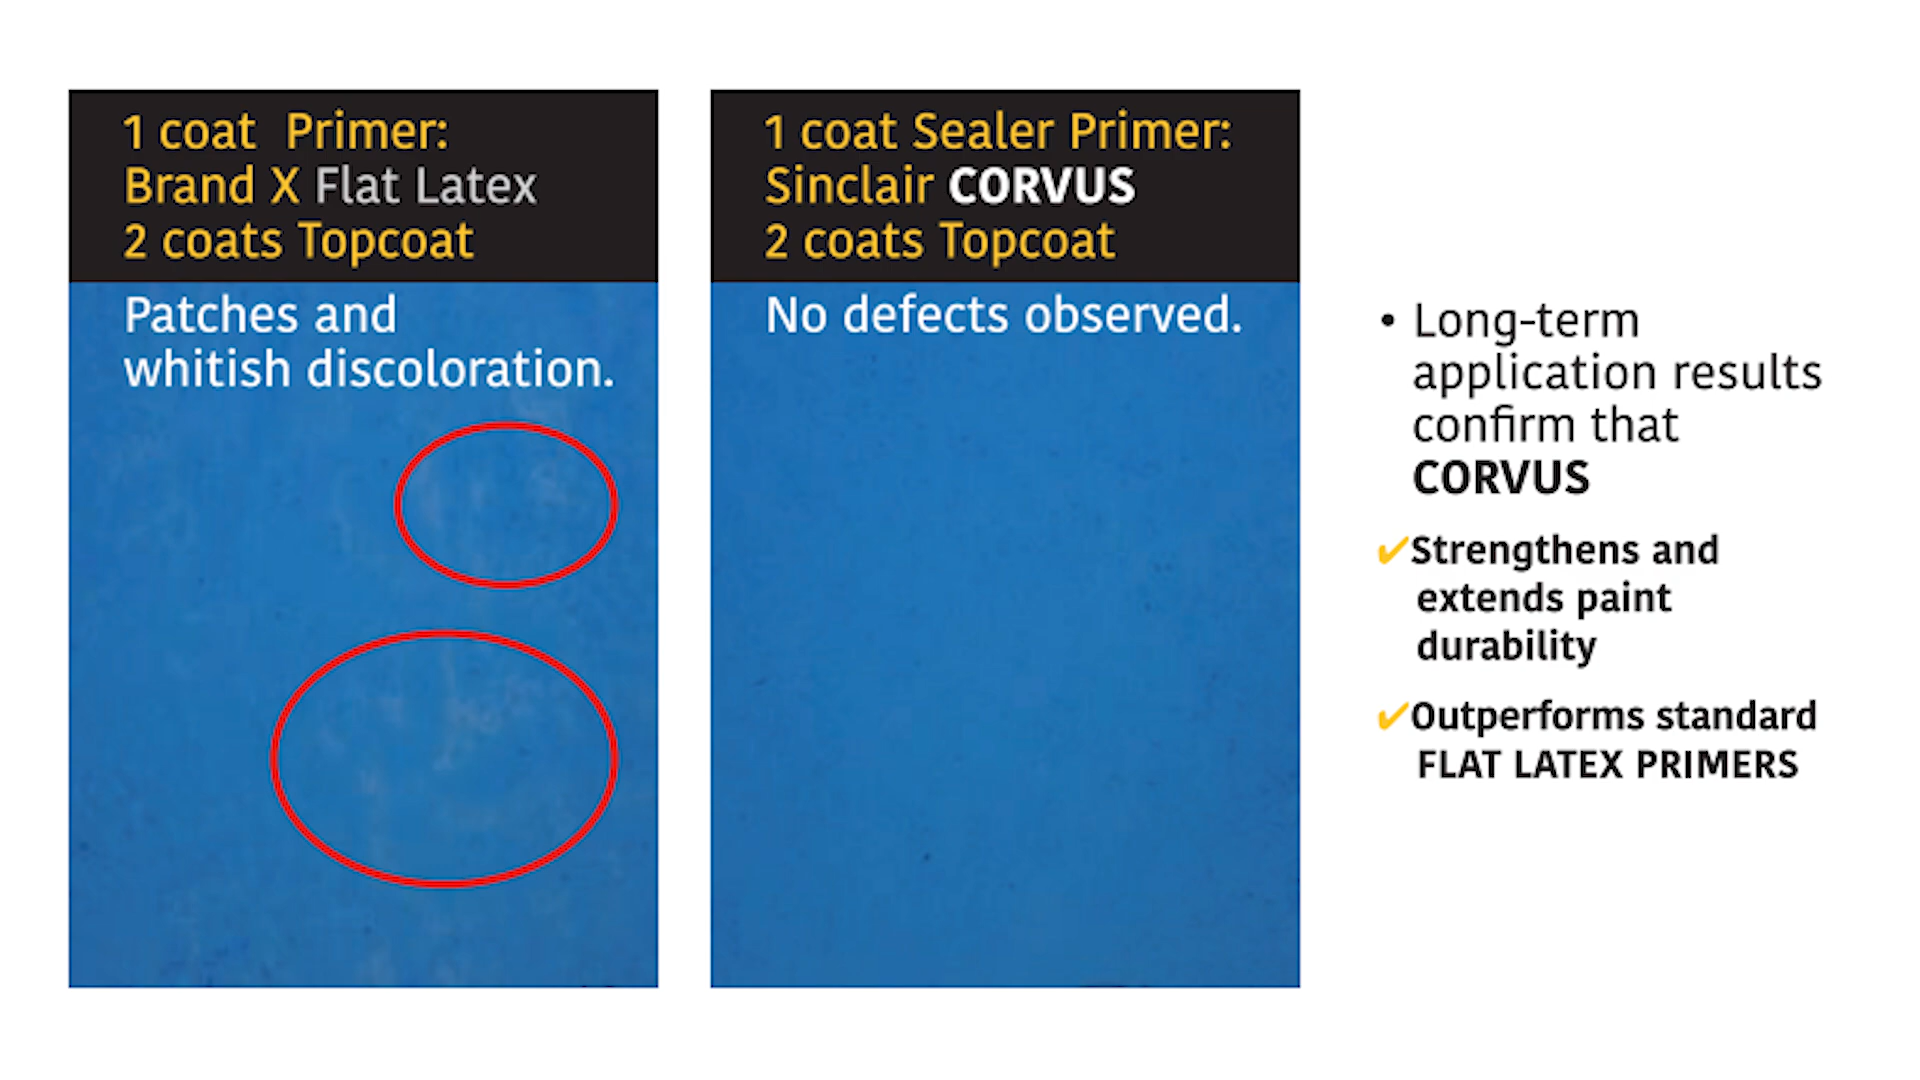 1 coat  Primer:
Brand X Flat Latex
2 coats Topcoat
Patches and
whitish discoloration.
1 coat Sealer Primer:
Sinclair CORVUS
2 coats Topcoat
No defects observed.
• Long-term
application results
confirm that
CORVUS
✔Strengthens and
extends paint
durability
✔Outperforms standard
FLAT LATEX PRIMERS